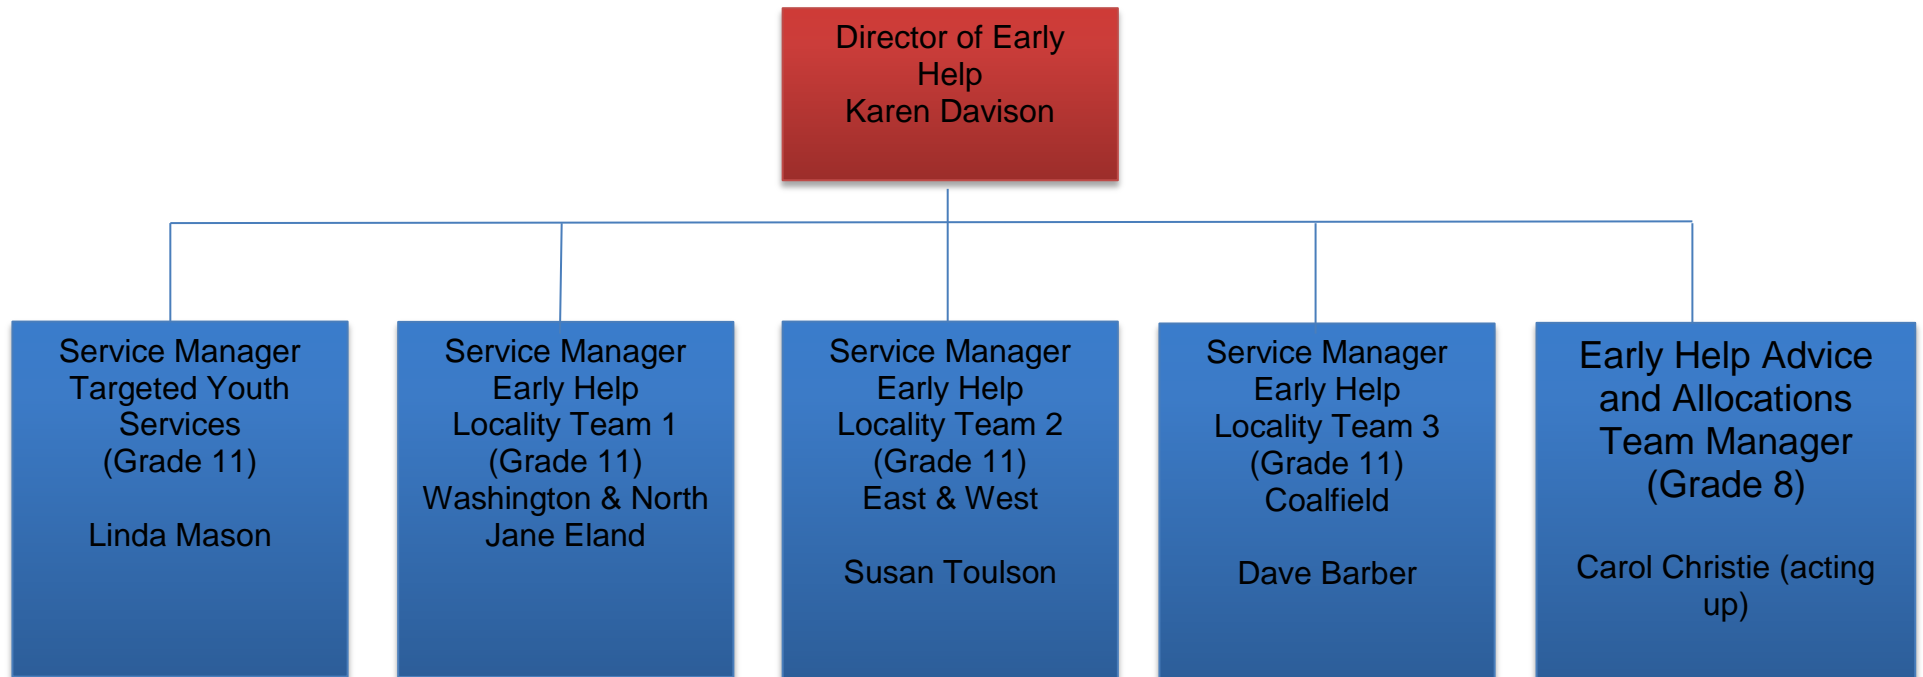 Director of Early
Help
Karen Davison
Service Manager
Targeted Youth
Services
(Grade 11)
Linda Mason
Service Manager
Early Help
Locality Team 1
(Grade 11)
Washington & North
Jane Eland
Service Manager
Early Help
Locality Team 2
(Grade 11)
East & West
Susan Toulson
Service Manager
Early Help
Locality Team 3
(Grade 11)
Coalfield
Dave Barber
Early Help Advice
and Allocations
Team Manager
(Grade 8)
Carol Christie (acting
up)